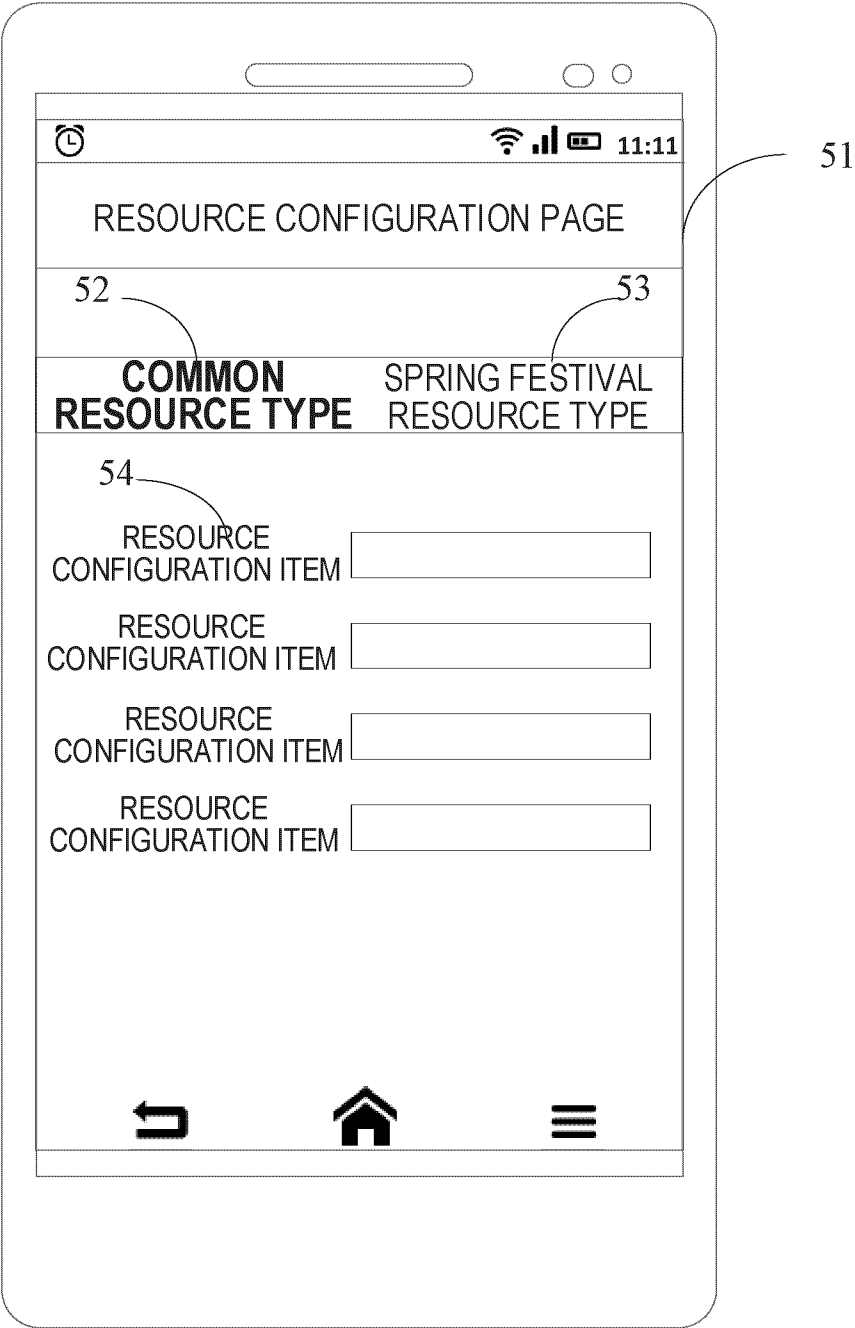 11:11
51
RESOURCE CONFIGURATION PAGE
52
53
COMMON
RESOURCE TYPE
SPRING FESTIVAL
RESOURCE TYPE
54
RESOURCE
CONFIGURATION ITEM
RESOURCE
CONFIGURATION ITEM
RESOURCE
CONFIGURATION ITEM
RESOURCE
CONFIGURATION ITEM